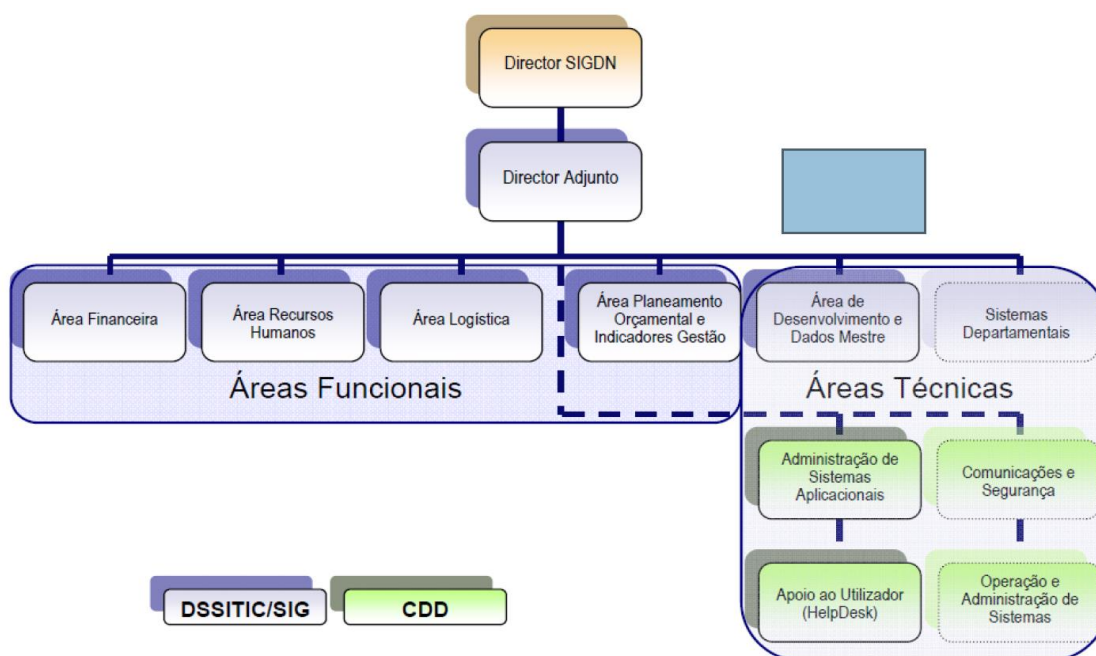 Director SIGDN
Director Adjunto
Área Financeira
Área Recursos
Humanos
Área Logística
Área Planeamento
Orçamental e
Indicadores Gestão
Área de
Desenvolvimento e
Dados Mestre
Sistemas
Departamentais
Áreas Funcionais
Áreas Técnicas
Administração de
Sistemas
Aplicacionais
Comunicações e
Segurança
Apoio ao Utilizador
(HelpDesk)
Operação e
Administração de
Sistemas
DSSITIC/SIG
CDD